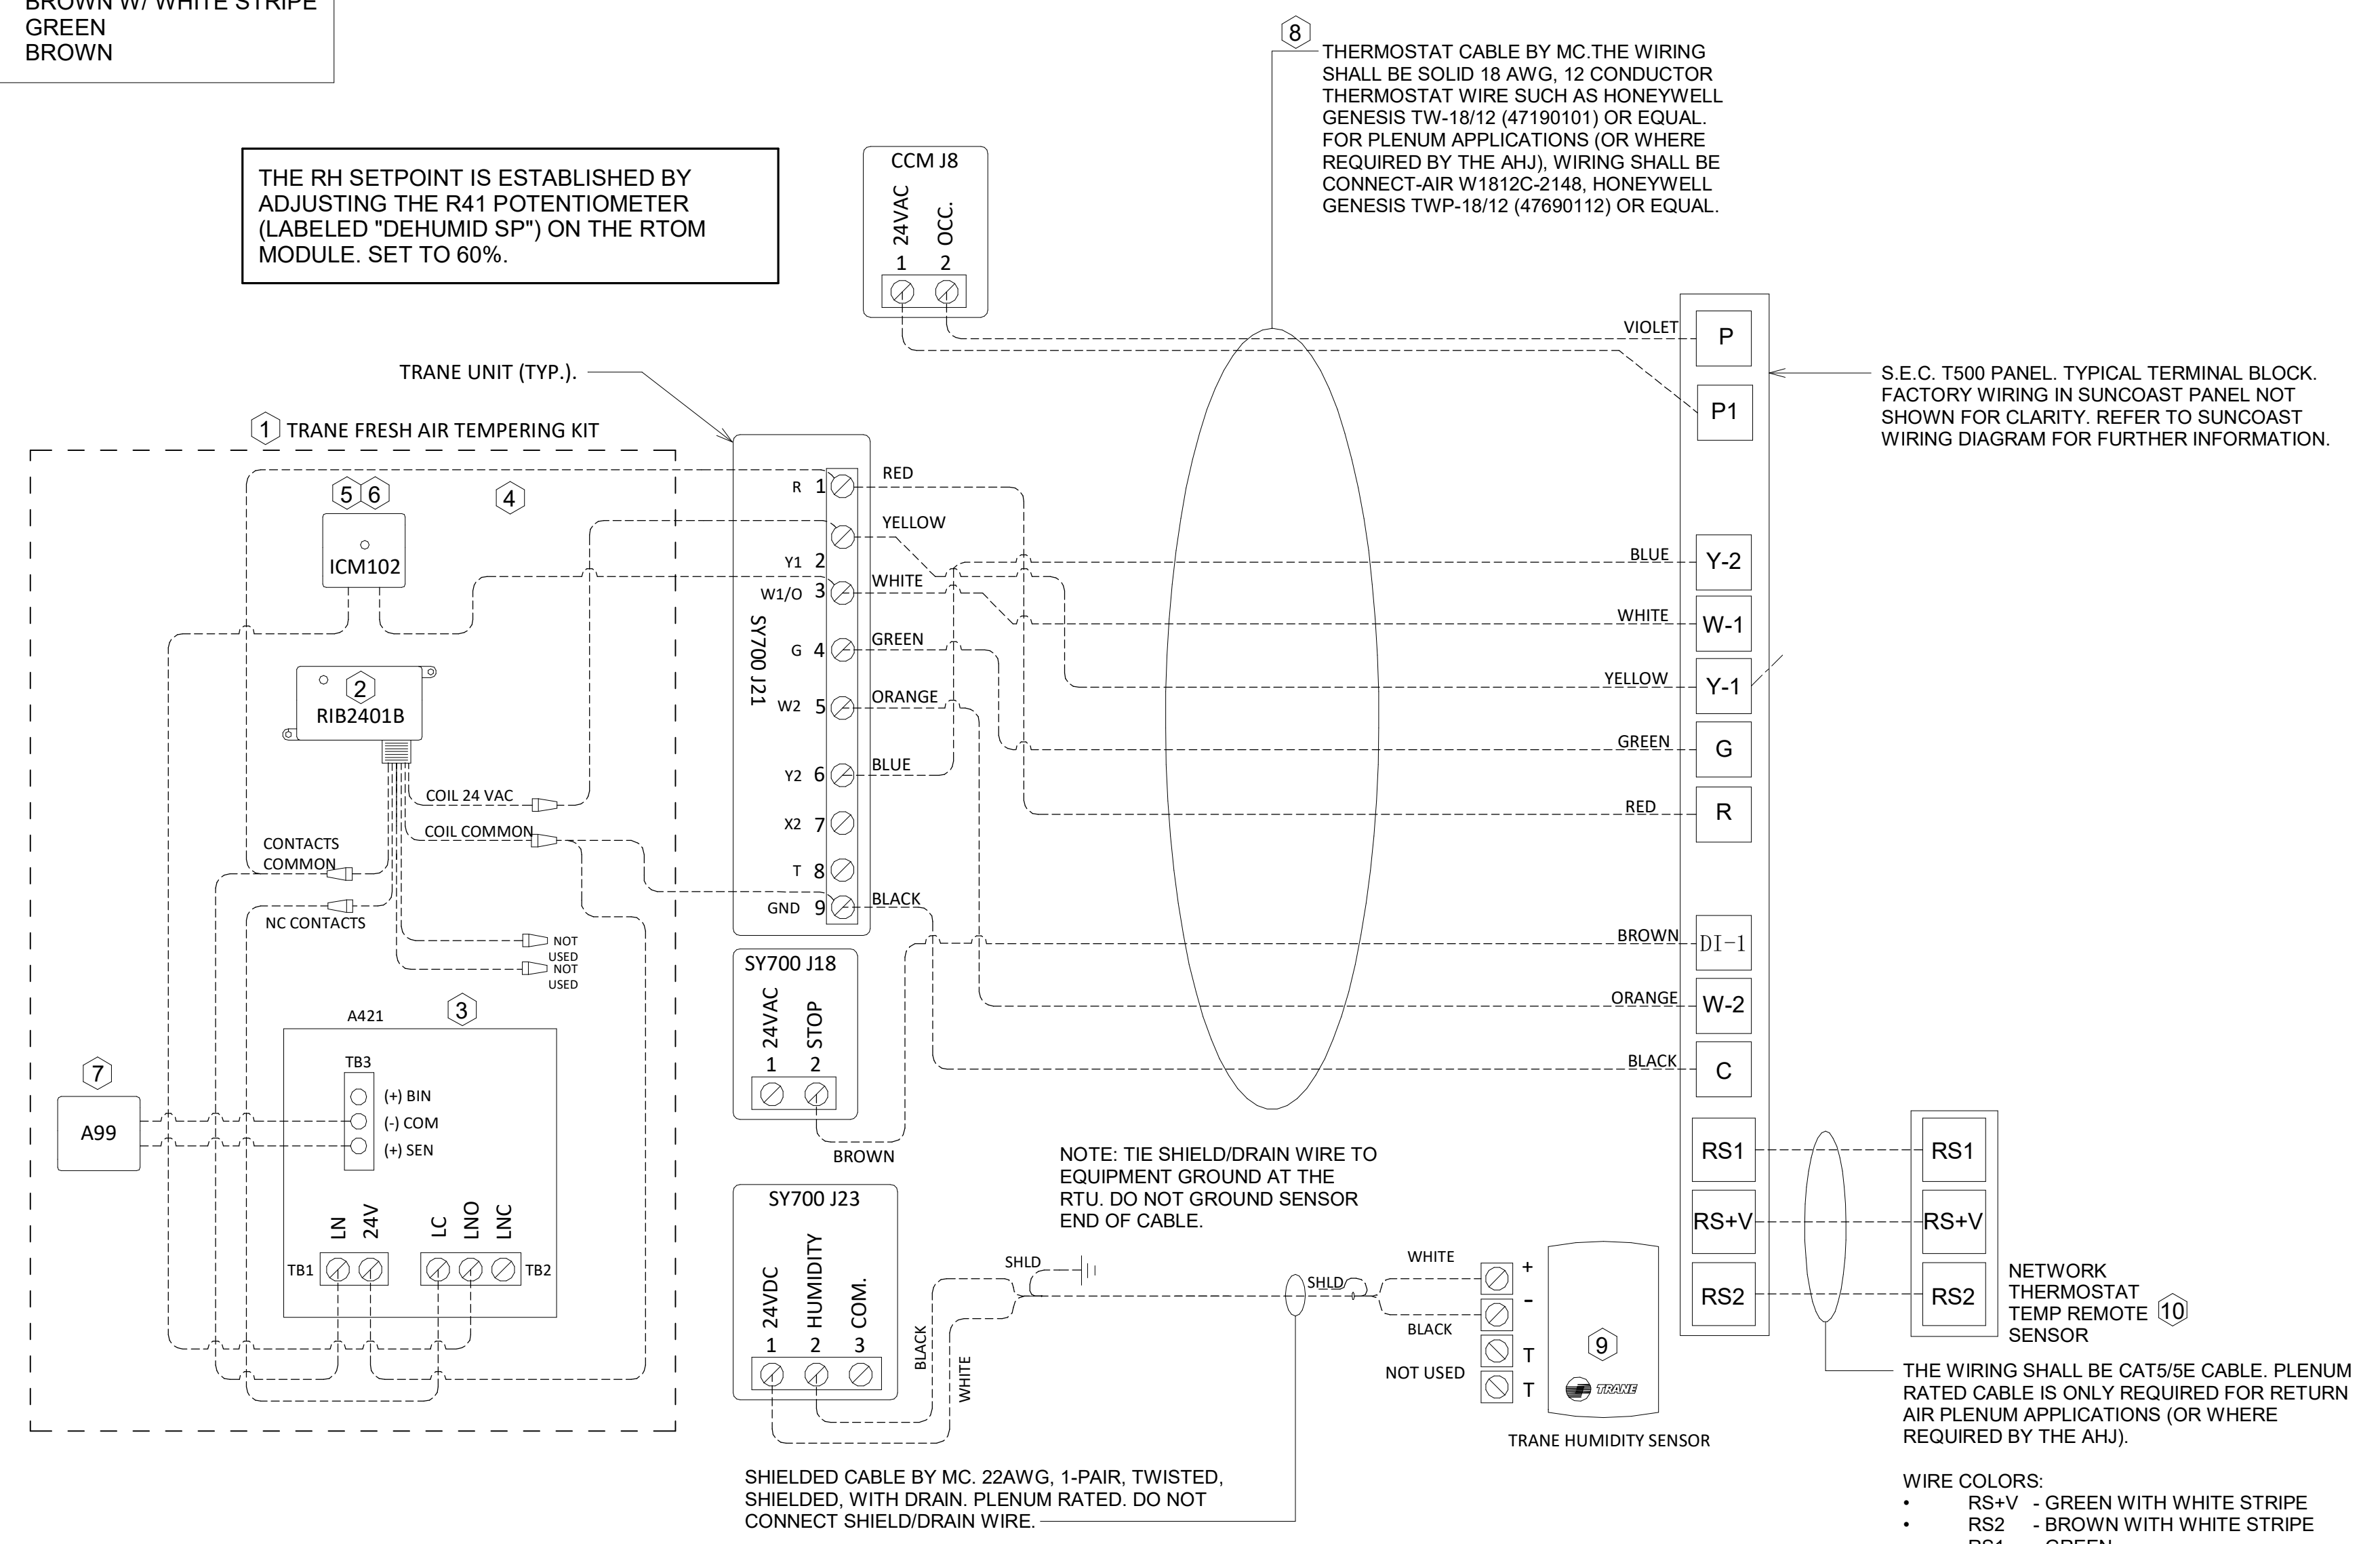 BROWN W/ WHITE STRIPE
GREEN
BROWN
8
THERMOSTAT CABLE BY MC.THE WIRING
SHALL BE SOLID 18 AWG, 12 CONDUCTOR
THERMOSTAT WIRE SUCH AS HONEYWELL
GENESIS TW-18/12 (47190101) OR EQUAL.
FOR PLENUM APPLICATIONS (OR WHERE
REQUIRED BY THE AHJ), WIRING SHALL BE
CONNECT-AIR W1812C-2148, HONEYWELL
GENESIS TWP-18/12 (47690112) OR EQUAL.
THE RH SETPOINT IS ESTABLISHED BY
ADJUSTING THE R41 POTENTIOMETER
(LABELED "DEHUMID SP") ON THE RTOM
MODULE. SET TO 60%.
CCM J8
24VAC
OCC.
1 2
TRANE UNIT (TYP.).
1 TRANE FRESH AIR TEMPERING KIT
S.E.C. T500 PANEL. TYPICAL TERMINAL BLOCK.
FACTORY WIRING IN SUNCOAST PANEL NOT
SHOWN FOR CLARITY. REFER TO SUNCOAST
WIRING DIAGRAM FOR FURTHER INFORMATION.
5 6
4
ICM102
2
RIB2401B
COIL 24 VAC
COIL COMMON
CONTACTS
COMMON
NC CONTACTS
NOT
USED
NOT
USED
3
A421
TB3
(+) BIN
(-) COM
(+) SEN
7
A99
LN
24V
LC
LNO
LNC
TB1
TB2
SY700 J21
R 1
Y1 2
W1/O 3
G 4
W2 5
Y2 6
X2 7
T 8
GND 9
RED
YELLOW
WHITE
GREEN
ORANGE
BLUE
BLACK
SY700 J18
24VAC
STOP
1 2
BROWN
SY700 J23
24VDC
HUMIDITY
COM.
1 2 3
BLACK
WHITE
VIOLET
P
P1
BLUE
Y-2
WHITE
W-1
YELLOW
Y-1
GREEN
G
RED
R
BROWN
DI-1
ORANGE
W-2
BLACK
C
RS1
RS+V
RS2
RS1
RS+V
RS2
NOTE: TIE SHIELD/DRAIN WIRE TO
EQUIPMENT GROUND AT THE
RTU. DO NOT GROUND SENSOR
END OF CABLE.
SHLD
SHLD
WHITE
BLACK
NOT USED
+
-
T
T
9
TRANE
TRANE HUMIDITY SENSOR
NETWORK
THERMOSTAT
TEMP REMOTE 10
SENSOR
SHIELDED CABLE BY MC. 22AWG, 1-PAIR, TWISTED,
SHIELDED, WITH DRAIN. PLENUM RATED. DO NOT
CONNECT SHIELD/DRAIN WIRE.
THE WIRING SHALL BE CAT5/5E CABLE. PLENUM
RATED CABLE IS ONLY REQUIRED FOR RETURN
AIR PLENUM APPLICATIONS (OR WHERE
REQUIRED BY THE AHJ).
WIRE COLORS:
• RS+V - GREEN WITH WHITE STRIPE
• RS2 - BROWN WITH WHITE STRIPE
RS1 - GREEN